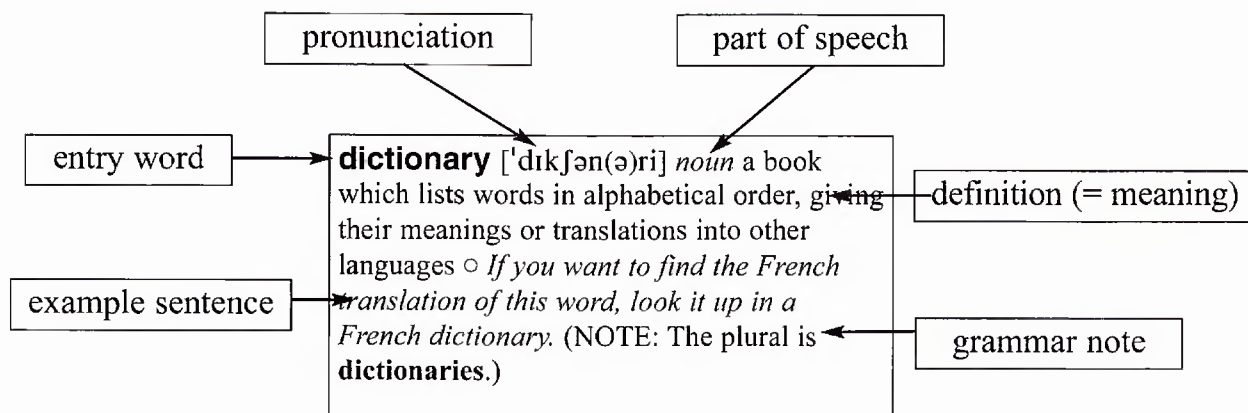 pronunciation
part of speech
entry word
dictionary [ˈdɪkʃən(ə)ri] noun a book
which lists words in alphabetical order, giving
their meanings or translations into other
languages ○ If you want to find the French
translation of this word, look it up in a
French dictionary. (NOTE: The plural is
dictionaries.)
definition (= meaning)
example sentence
grammar note